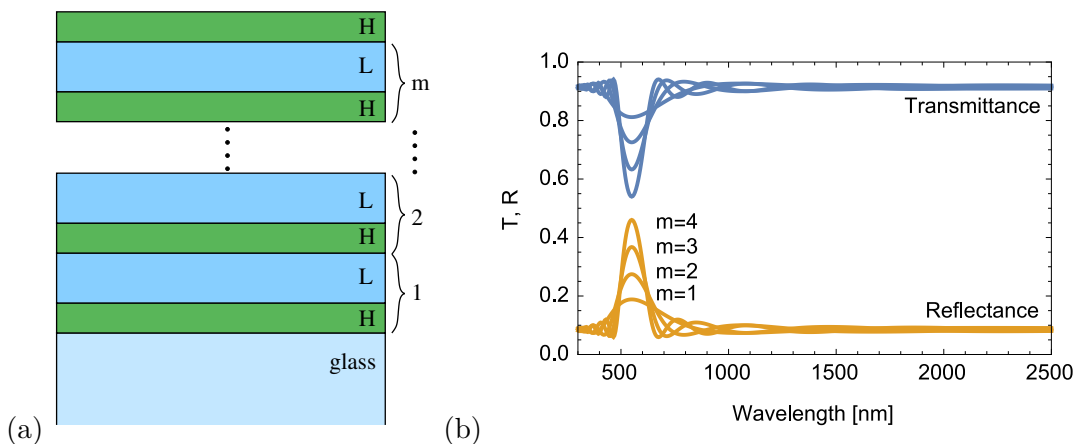 H
L
m
H
L
2
H
L
1
H
glass
(a)
1.0
0.8
0.6
0.4
0.2
0.0
T, R
Transmittance
m=4
m=3
m=2
m=1
Reflectance
500 1000 1500 2000 2500
Wavelength [nm]
(b)